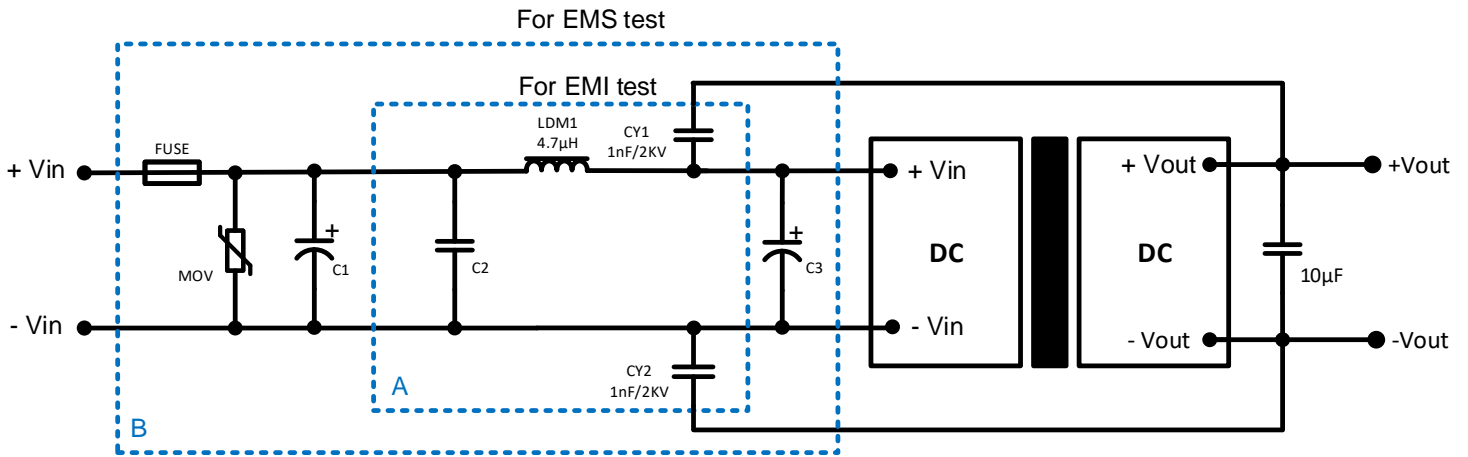 For EMS test
For EMI test
LDM1
4.7µH
CY1
1nF/2KV
FUSE
+ Vin
+ Vin
+ Vout
+Vout
+
+
MOV
C1
C2
C3
DC
DC
10µF
- Vin
- Vin
- Vout
-Vout
CY2
1nF/2KV
A
B